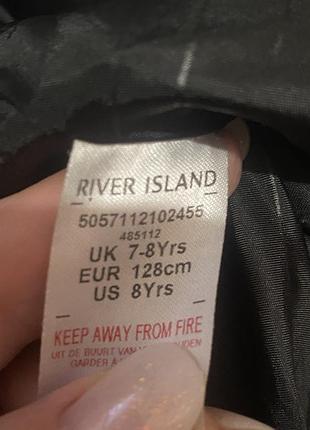 RIVER ISLAND
5057112102455
485112
UK 7-8Yrs
EUR 128cm
US 8Yrs
KEEP AWAY FROM FIRE
UIT DE BUURT VAN
GARDER À